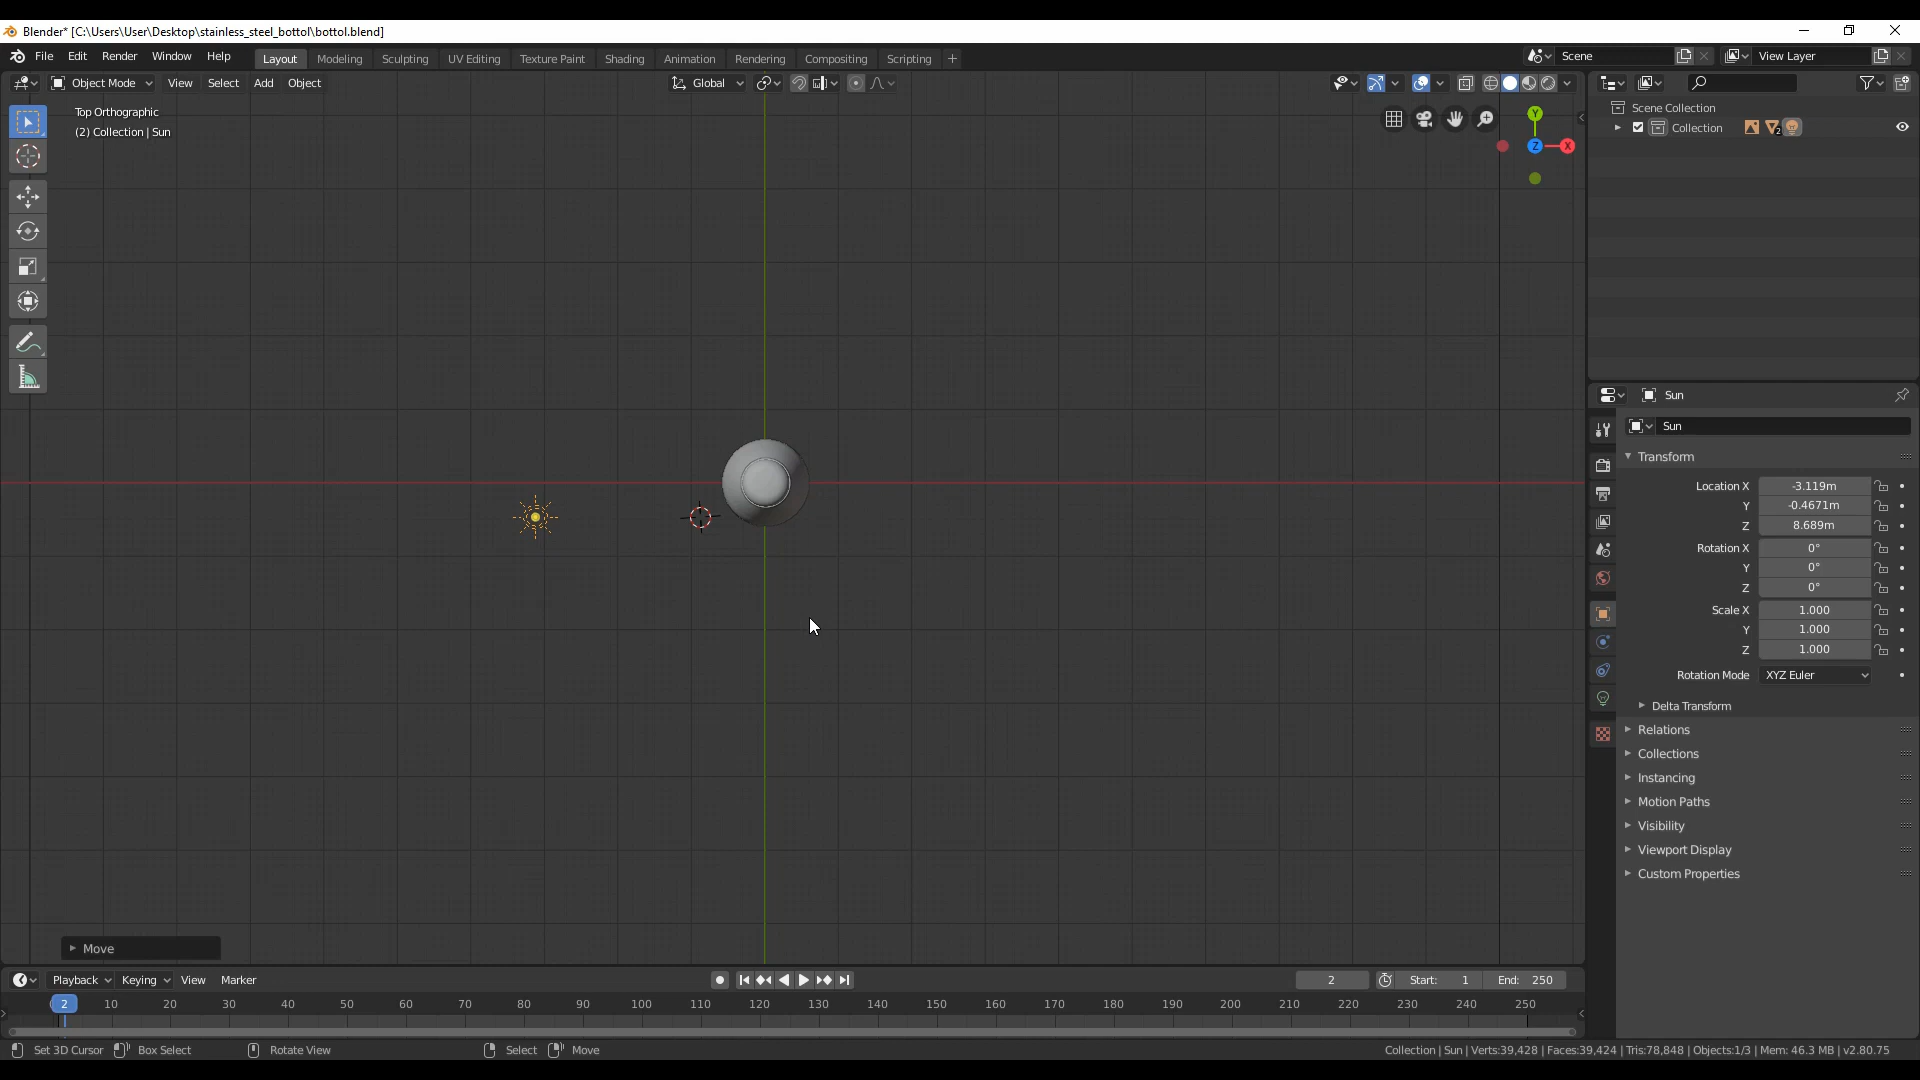 Blender* [C:\Users\User\Desktop\stainless_steel_bottol\bottol.blend]
File Edit Render Window Help Layout Modeling Sculpting UV Editing Texture Paint Shading Animation Rendering Compositing Scripting + Scene View Layer
Object Mode View Select Add Object Global
Top Orthographic
(2) Collection | Sun
Y
Z X
Scene Collection
Collection 2
Sun
Sun
Transform
Location X -3.119m
Y -0.4671m
Z 8.689m
Rotation X 0°
Y 0°
Z 0°
Scale X 1.000
Y 1.000
Z 1.000
Rotation Mode XYZ Euler
Delta Transform
Relations
Collections
Instancing
Motion Paths
Visibility
Viewport Display
Custom Properties
Move
Playback Keying View Marker 2 Start: 1 End: 250
2 10 20 30 40 50 60 70 80 90 100 110 120 130 140 150 160 170 180 190 200 210 220 230 240 250
Set 3D Cursor Box Select Rotate View Select Move Collection | Sun | Verts:39,428 | Faces:39,424 | Tris:78,848 | Objects:1/3 | Mem: 46.3 MB | v2.80.75